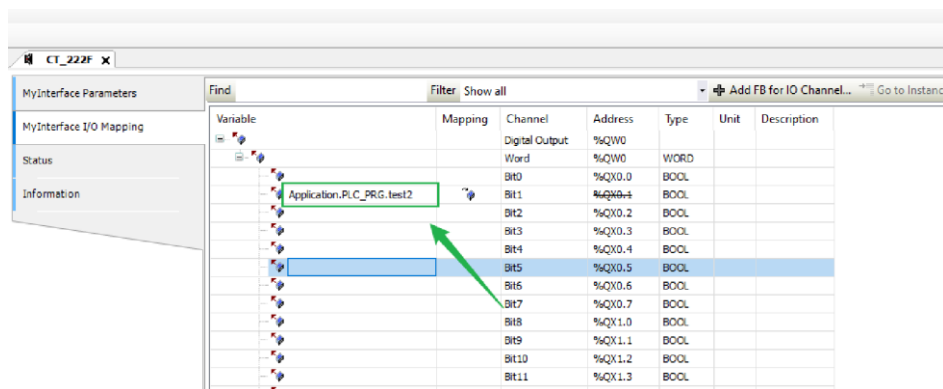 CT_222F X
MyInterface Parameters
MyInterface I/O Mapping
Status
Information
Find Filter Show all Add FB for IO Channel... Go to Instanc
Variable Mapping Channel Address Type Unit Description
Digital Output %QW0
Word %QW0 WORD
Bit0 %QX0.0 BOOL
Application.PLC_PRG.test2 Bit1 %QX0.1 BOOL
Bit2 %QX0.2 BOOL
Bit3 %QX0.3 BOOL
Bit4 %QX0.4 BOOL
Bit5 %QX0.5 BOOL
Bit6 %QX0.6 BOOL
Bit7 %QX0.7 BOOL
Bit8 %QX1.0 BOOL
Bit9 %QX1.1 BOOL
Bit10 %QX1.2 BOOL
Bit11 %QX1.3 BOOL